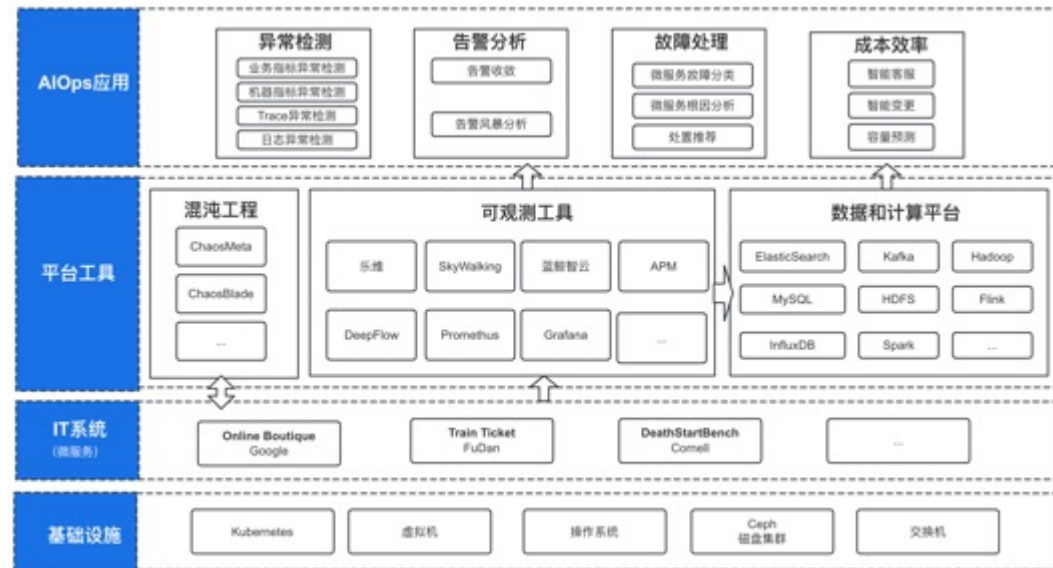 AIOps应用
异常检测
业务指标异常检测
机器指标异常检测
Trace异常检测
日志异常检测
告警分析
告警收敛
告警风暴分析
故障处理
微服务故障分类
微服务根因分析
处置推荐
成本效率
智能客服
智能变更
容量预测
平台工具
混沌工程
ChaosMeta
ChaosBlade
...
可观测工具
乐维
SkyWalking
蓝鲸智云
APM
DeepFlow
Promethus
Grafana
...
数据和计算平台
ElasticSearch
Kafka
Hadoop
MySQL
HDFS
Flink
InfluxDB
Spark
...
IT系统
(微服务)
Online Boutique
Google
Train Ticket
FuDan
DeathStartBench
Cornell
...
基础设施
Kubernetes
虚拟机
操作系统
Ceph
磁盘集群
交换机